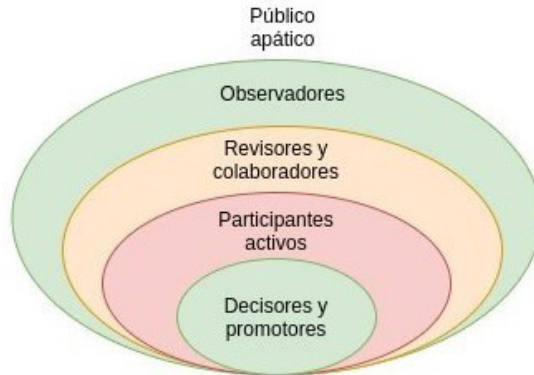 Público
apático
Observadores
Revisores y
colaboradores
Participantes
activos
Decisores y
promotores